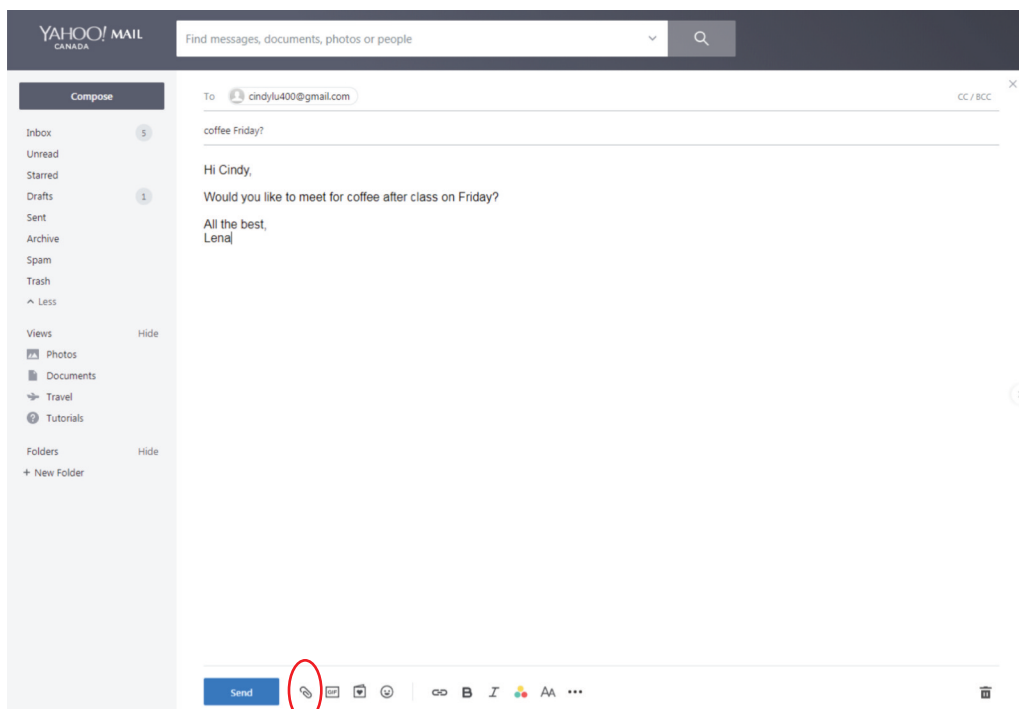 YAHOO! MAIL
CANADA
Find messages, documents, photos or people
Compose
Inbox 5
Unread
Starred
Drafts 1
Sent
Archive
Spam
Trash
Less
Views Hide
Photos
Documents
Travel
Tutorials
Folders Hide
+ New Folder
To cindylu400@gmail.com CC / BCC
coffee Friday?
Hi Cindy,
Would you like to meet for coffee after class on Friday?
All the best,
Lena
Send GIF B I AA